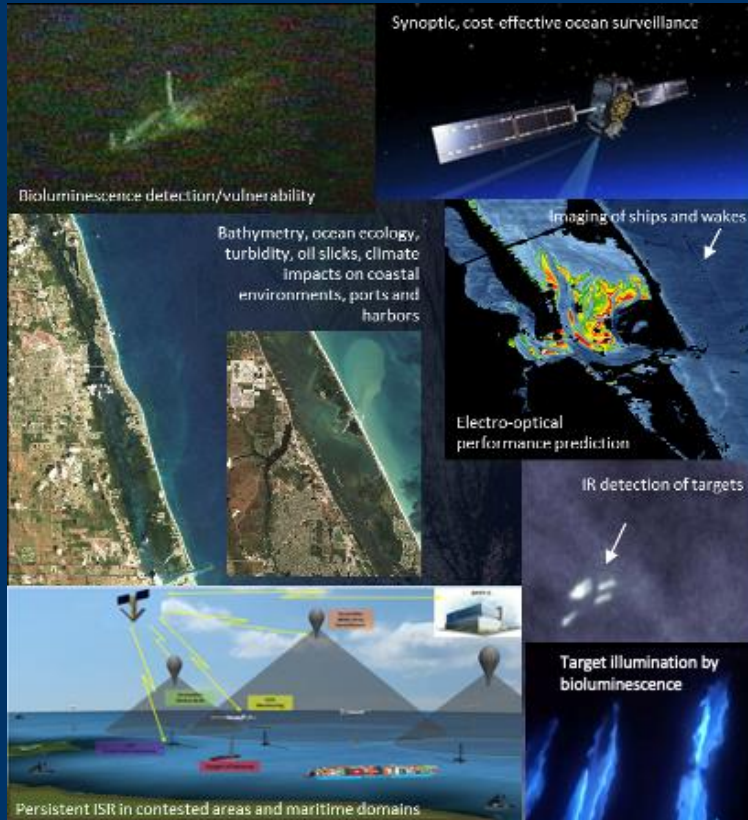 Synoptic, cost-effective ocean surveillance
Bioluminescence detection/vulnerability
Bathymetry, ocean ecology,
turbidity, oil slicks, climate
impacts on coastal
environments, ports and
harbors
Imaging of ships and wakes
Electro-optical
performance prediction
IR detection of targets
Target illumination by
bioluminescence
Persistent ISR in contested areas and maritime domains